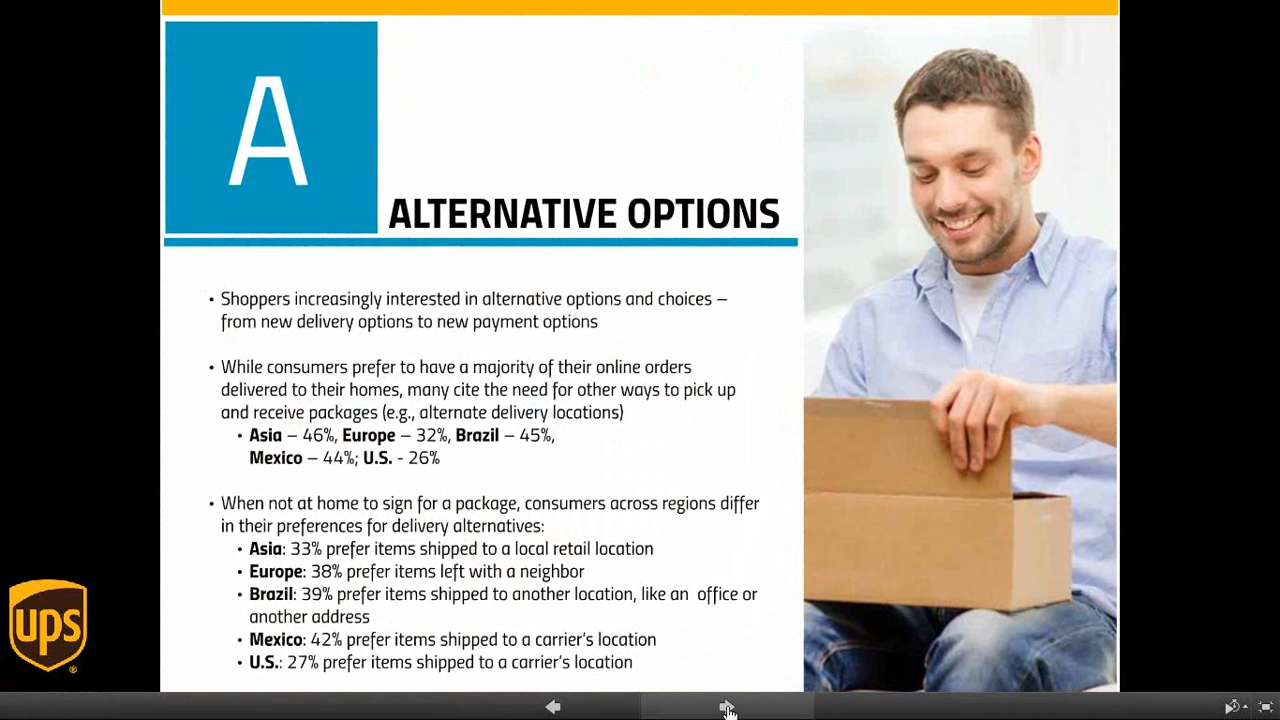 A
ALTERNATIVE OPTIONS
• Shoppers increasingly interested in alternative options and choices –
from new delivery options to new payment options
• While consumers prefer to have a majority of their online orders
delivered to their homes, many cite the need for other ways to pick up
and receive packages (e.g., alternate delivery locations)
• Asia – 46%, Europe – 32%, Brazil – 45%,
Mexico – 44%; U.S. - 26%
• When not at home to sign for a package, consumers across regions differ
in their preferences for delivery alternatives:
• Asia: 33% prefer items shipped to a local retail location
• Europe: 38% prefer items left with a neighbor
• Brazil: 39% prefer items shipped to another location, like an office or
another address
• Mexico: 42% prefer items shipped to a carrier's location
• U.S.: 27% prefer items shipped to a carrier's location
ups
®